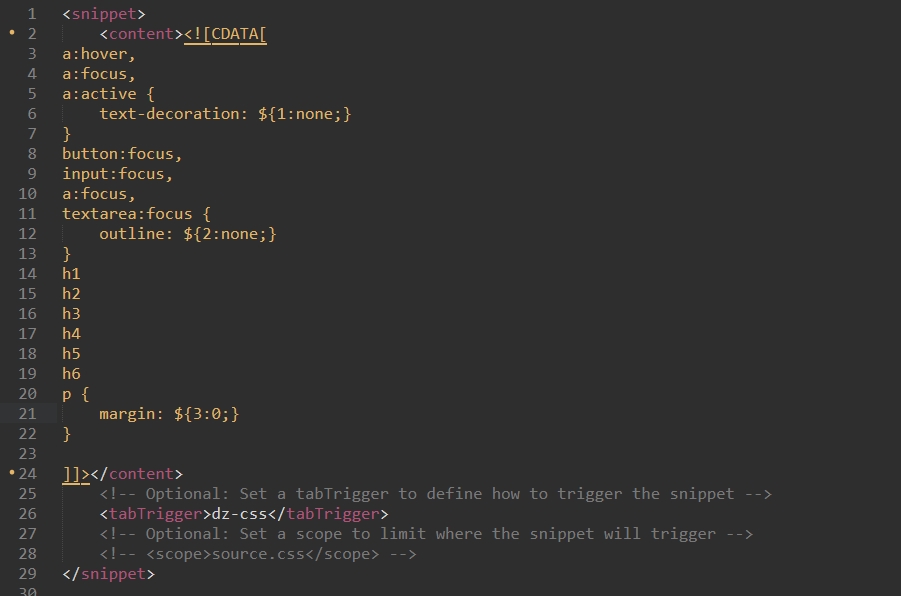 1 <snippet>
2     <content><![CDATA[
3 a:hover,
4 a:focus,
5 a:active {
6     text-decoration: ${1:none;}
7 }
8 button:focus,
9 input:focus,
10 a:focus,
11 textarea:focus {
12     outline: ${2:none;}
13 }
14 h1
15 h2
16 h3
17 h4
18 h5
19 h6
20 p {
21     margin: ${3:0;}
22 }
23
24 ]]></content>
25     <!-- Optional: Set a tabTrigger to define how to trigger the snippet -->
26     <tabTrigger>dz-css</tabTrigger>
27     <!-- Optional: Set a scope to limit where the snippet will trigger -->
28     <!-- <scope>source.css</scope> -->
29 </snippet>
30